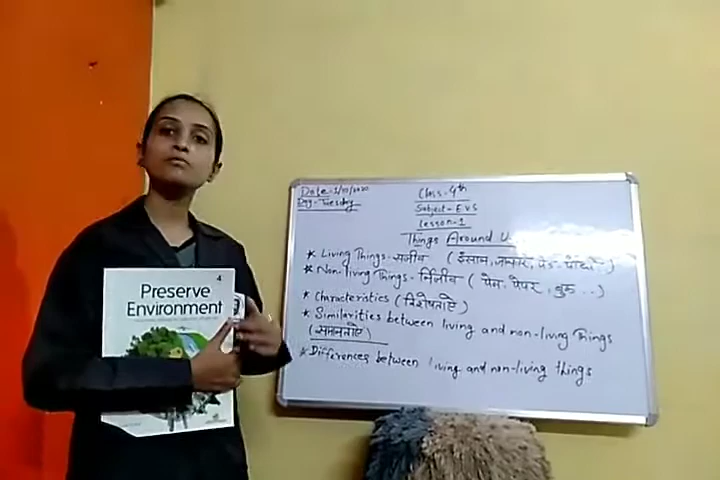 4
Preserve
Environment
Date-1/10/2020
Day-Tuesday
Class-4th
Subject-EVS
Lesson-1
Things Around U
* Living Things-सजीव (इंसान, जानवर, पेड़-पौधे)
* Non-living Things-निर्जीव (पेन, पेपर, बुक ...)
* Characteristics (विशेषताएँ)
* Similarities between living and non-living Things
(समानताएँ)
* Differences between living and non-living things